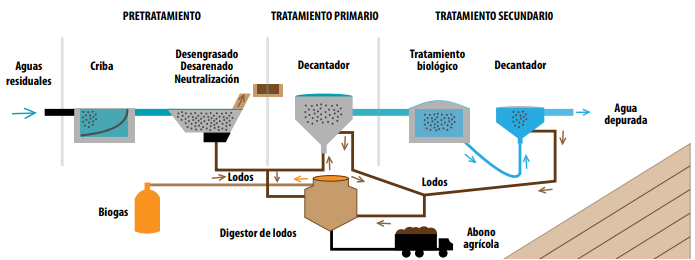 PRETRATAMIENTO
TRATAMIENTO PRIMARIO
TRATAMIENTO SECUNDARIO
Aguas
residuales
Criba
Desengrasado
Desarenado
Neutralización
Decantador
Tratamiento
biológico
Decantador
Agua
depurada
Lodos
Lodos
Biogas
Digestor de lodos
Abono
agrícola